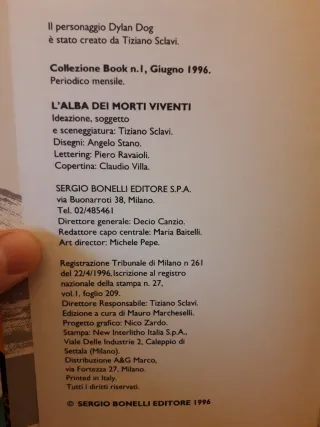 Il personaggio Dylan Dog
è stato creato da Tiziano Sclavi.
Collezione Book n.1, Giugno 1996.
Periodico mensile.
L'ALBA DEI MORTI VIVENTI
Ideazione, soggetto
e sceneggiatura: Tiziano Sclavi.
Disegni: Angelo Stano.
Lettering: Piero Ravaioli.
Copertina: Claudio Villa.
SERGIO BONELLI EDITORE S.P.A.
via Buonarroti 38, Milano.
Tel. 02/485461
Direttore generale: Decio Canzio.
Redattore capo centrale: Maria Baitelli.
Art director: Michele Pepe.
Registrazione Tribunale di Milano n 261
del 22/4/1996, Iscrizione al registro
nazionale della stampa n. 27,
vol.1, foglio 209.
Direttore Responsabile: Tiziano Sclavi.
Edizione a cura di Mauro Marcheselli.
Progetto grafico: Nico Zardo.
Stampa: New Interlitho Italia S.p.A.,
Viale Delle Industrie 2, Caleppio di
Settala (Milano).
Distribuzione A&G Marco,
via Fortezza 27, Milano.
Printed in Italy.
Tutti i diritti riservati.
© SERGIO BONELLI EDITORE 1996